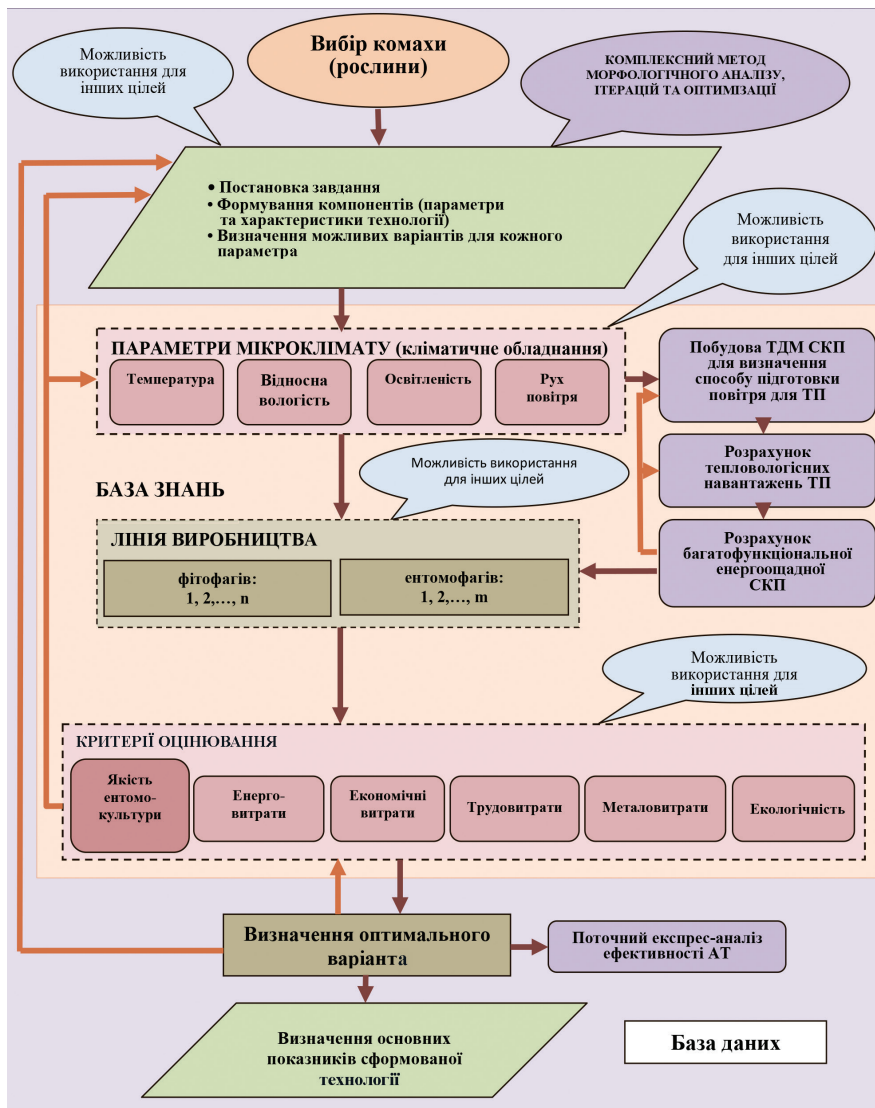 Можливість
використання для
інших цілей
Вибір комахи
(рослини)
КОМПЛЕКСНИЙ МЕТОД
МОРФОЛОГІЧНОГО АНАЛІЗУ,
ІТЕРАЦІЙ ТА ОПТИМІЗАЦІЇ
• Постановка завдання
• Формування компонентів (параметри
та характеристики технології)
• Визначення можливих варіантів для кожного
параметра
Можливість
використання
для інших цілей
ПАРАМЕТРИ МІКРОКЛІМАТУ (кліматичне обладнання)
Температура
Відносна
вологість
Освітленість
Рух
повітря
Побудова ТДМ СКП
для визначення
способу підготовки
повітря для ТП
Розрахунок
тепловологісних
навантажень ТП
Розрахунок
багатофункціональної
енергоощадної
СКП
Можливість використання
для інших цілей
БАЗА ЗНАНЬ
ЛІНІЯ ВИРОБНИЦТВА
фітофагів:
1, 2,…, n
ентомофагів:
1, 2,…, m
Можливість
використання для
інших цілей
КРИТЕРІЇ ОЦІНЮВАННЯ
Якість
ентомо-
культури
Енерго-
витрати
Економічні
витрати
Трудовитрати
Металовитрати
Екологічність
Визначення оптимального
варіанта
Поточний експрес-аналіз
ефективності АТ
Визначення основних
показників сформованої
технології
База даних